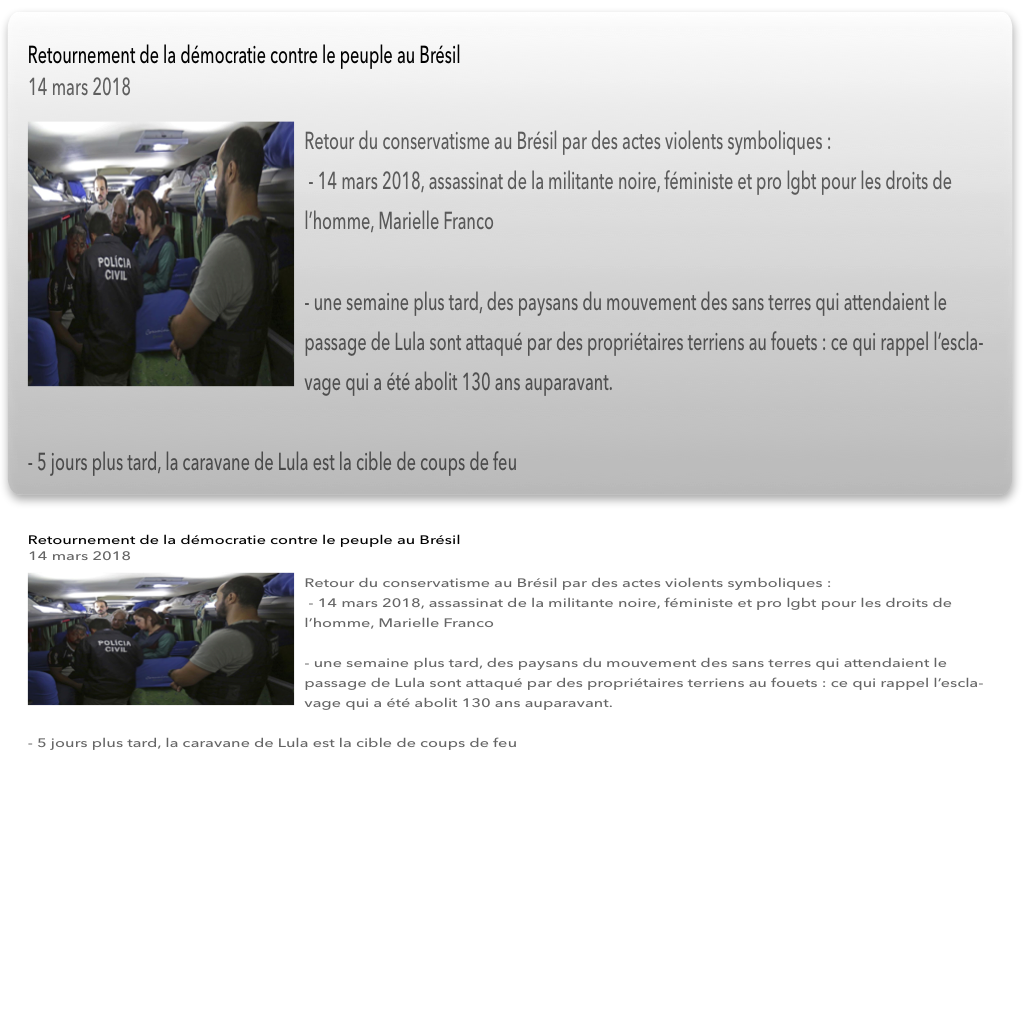 Retournement de la démocratie contre le peuple au Brésil
14 mars 2018
POLÍCIA
CIVIL
Retour du conservatisme au Brésil par des actes violents symboliques :
- 14 mars 2018, assassinat de la militante noire, féministe et pro lgbt pour les droits de
l’homme, Marielle Franco
- une semaine plus tard, des paysans du mouvement des sans terres qui attendaient le
passage de Lula sont attaqué par des propriétaires terriens au fouets : ce qui rappel l’escla-
vage qui a été abolit 130 ans auparavant.
- 5 jours plus tard, la caravane de Lula est la cible de coups de feu
Retournement de la démocratie contre le peuple au Brésil
14 mars 2018
POLÍCIA
CIVIL
Retour du conservatisme au Brésil par des actes violents symboliques :
- 14 mars 2018, assassinat de la militante noire, féministe et pro lgbt pour les droits de
l’homme, Marielle Franco
- une semaine plus tard, des paysans du mouvement des sans terres qui attendaient le
passage de Lula sont attaqué par des propriétaires terriens au fouets : ce qui rappel l’escla-
vage qui a été abolit 130 ans auparavant.
- 5 jours plus tard, la caravane de Lula est la cible de coups de feu